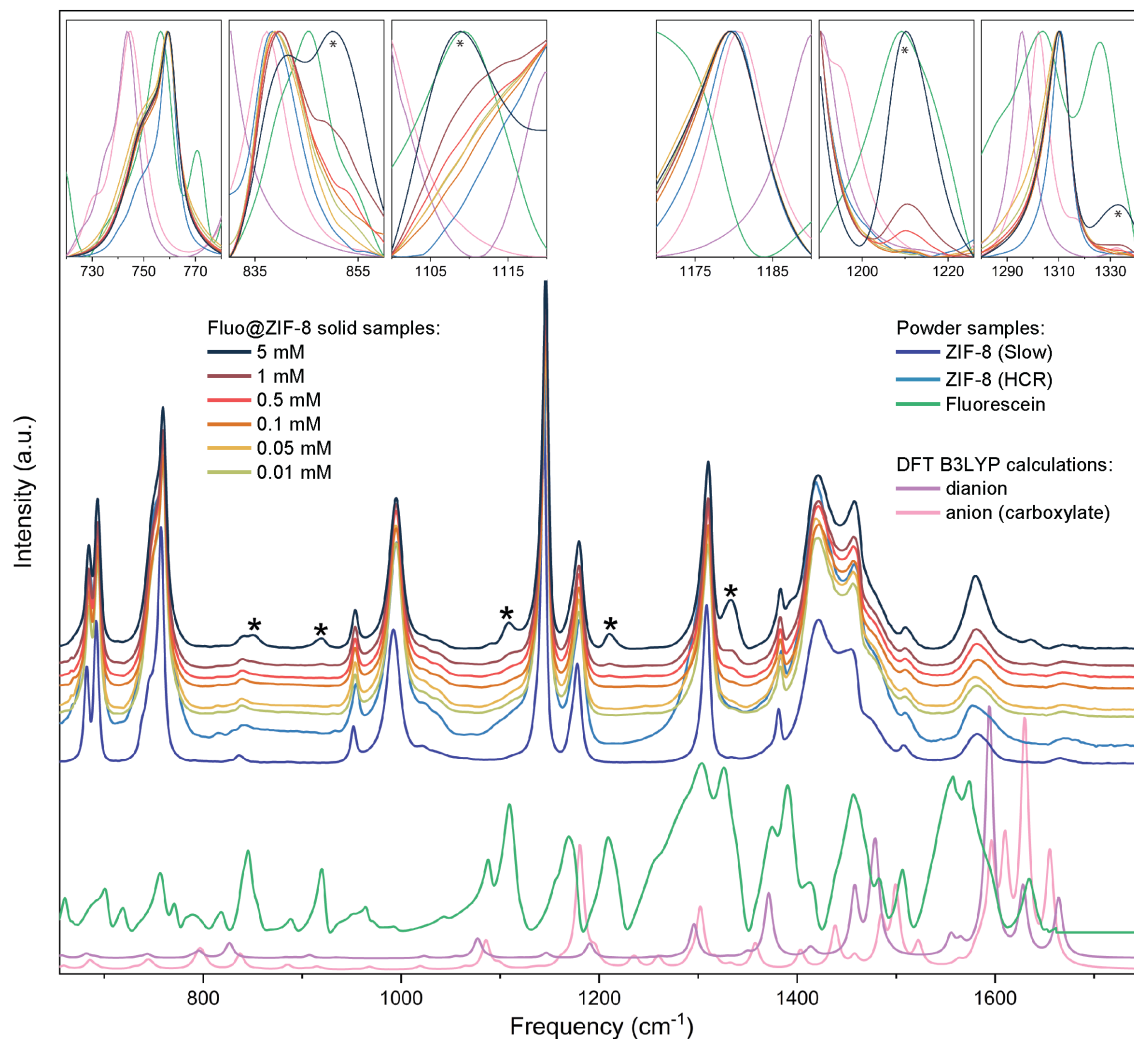 * * * *
730 750 770 835 855 1105 1115 1175 1185 1200 1220 1290 1310 1330
Fluo@ZIF-8 solid samples:
5 mM
1 mM
0.5 mM
0.1 mM
0.05 mM
0.01 mM
Powder samples:
ZIF-8 (Slow)
ZIF-8 (HCR)
Fluorescein
DFT B3LYP calculations:
dianion
anion (carboxylate)
* * * * *
Intensity (a.u.)
800 1000 1200 1400 1600
Frequency (cm⁻¹)